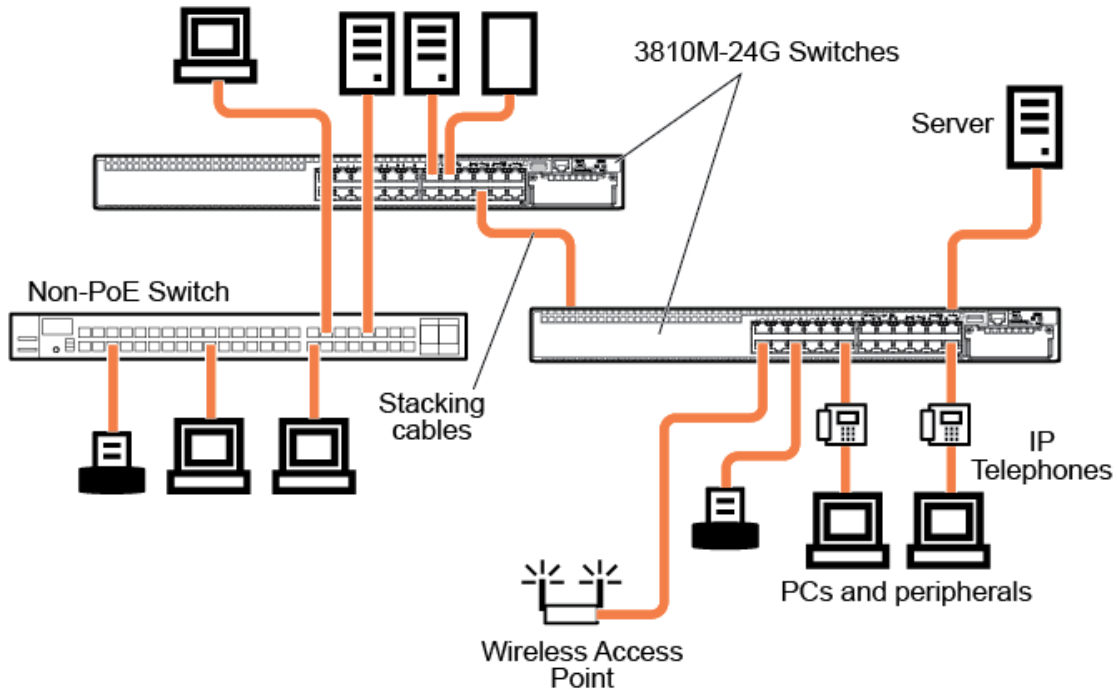 3810M-24G Switches
Server
Non-PoE Switch
Stacking
cables
IP
Telephones
PCs and peripherals
Wireless Access
Point